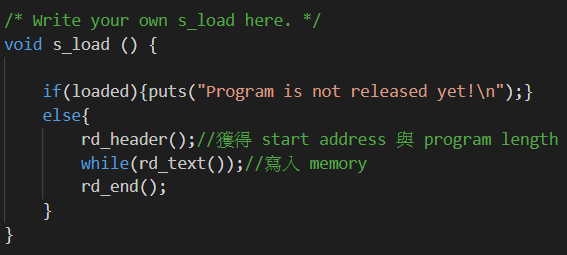 /* Write your own s_load here. */
void s_load () {
if(loaded){puts("Program is not released yet!\n");}
else{
rd_header();//獲得 start address 與 program length
while(rd_text());//寫入 memory
rd_end();
}
}